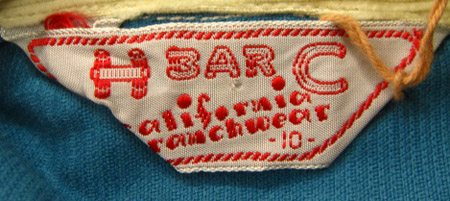 H BAR C
California
Ranchwear
-10-